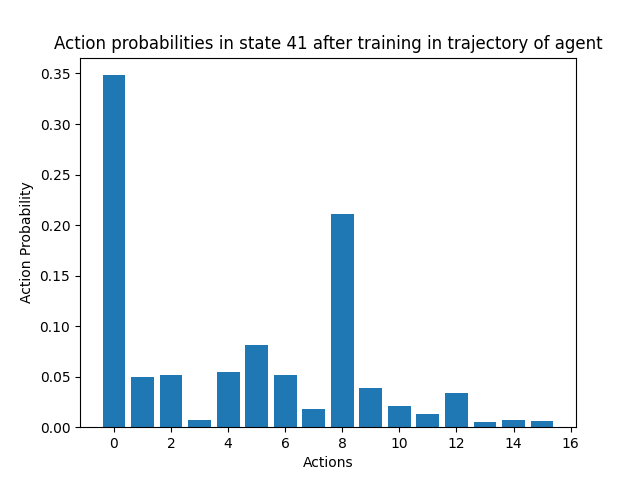 Action probabilities in state 41 after training in trajectory of agent
0.35
0.30
0.25
0.20
0.15
0.10
0.05
0.00
Action Probability
0 2 4 6 8 10 12 14 16
Actions